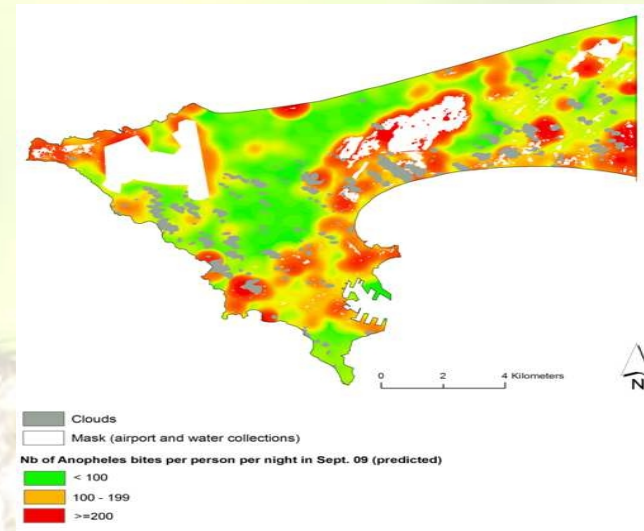 0 2 4 Kilometers
N
Clouds
Mask (airport and water collections)
Nb of Anopheles bites per person per night in Sept. 09 (predicted)
< 100
100 - 199
>=200